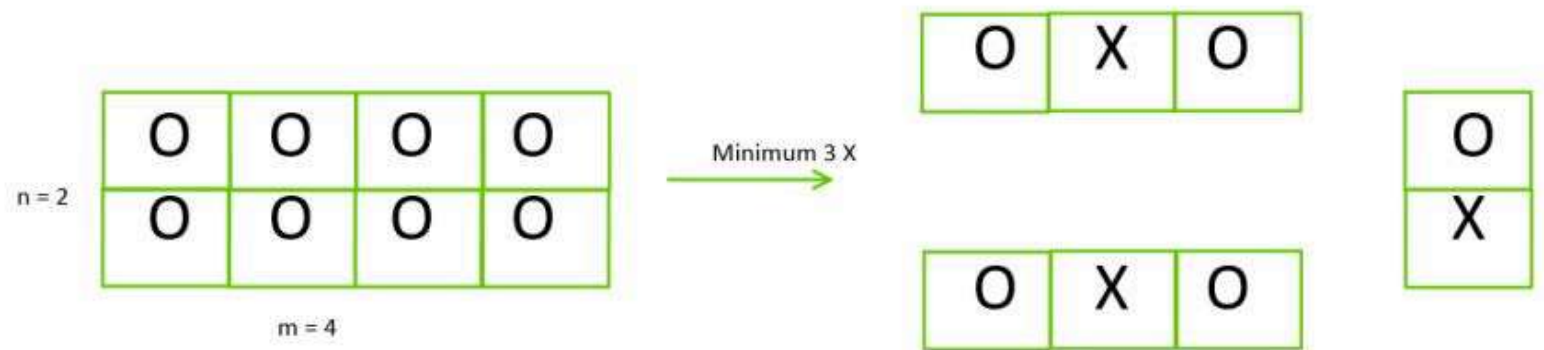 O O O O
n = 2
O O O O
m = 4
Minimum 3 X
O X O
O X O
O
X